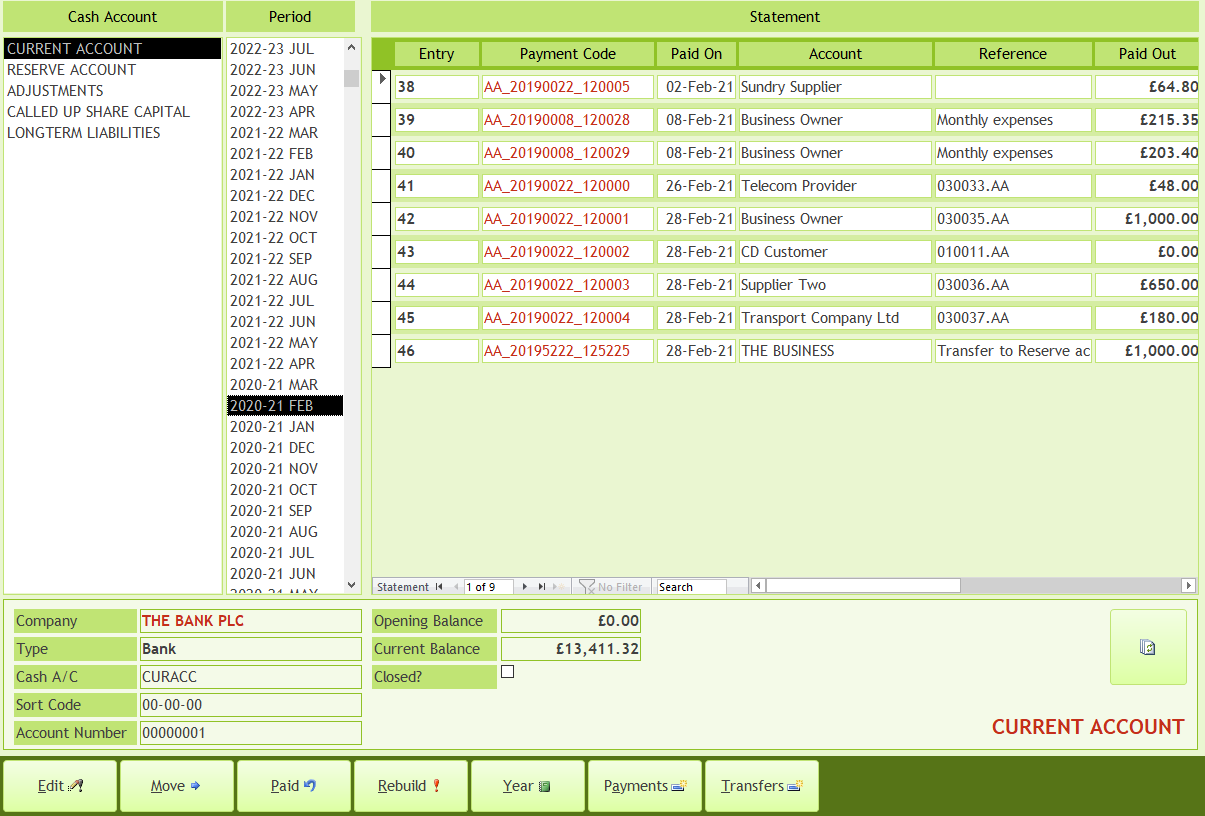 Cash Account
Period
Statement
CURRENT ACCOUNT
RESERVE ACCOUNT
ADJUSTMENTS
CALLED UP SHARE CAPITAL
LONGTERM LIABILITIES
2022-23 JUL
2022-23 JUN
2022-23 MAY
2022-23 APR
2021-22 MAR
2021-22 FEB
2021-22 JAN
2021-22 DEC
2021-22 NOV
2021-22 OCT
2021-22 SEP
2021-22 AUG
2021-22 JUL
2021-22 JUN
2021-22 MAY
2021-22 APR
2020-21 MAR
2020-21 FEB
2020-21 JAN
2020-21 DEC
2020-21 NOV
2020-21 OCT
2020-21 SEP
2020-21 AUG
2020-21 JUL
2020-21 JUN
2020-21 MAY
Entry Payment Code Paid On Account Reference Paid Out
38 AA_20190022_120005 02-Feb-21 Sundry Supplier £64.80
39 AA_20190008_120028 08-Feb-21 Business Owner Monthly expenses £215.35
40 AA_20190008_120029 08-Feb-21 Business Owner Monthly expenses £203.40
41 AA_20190022_120000 26-Feb-21 Telecom Provider 030033.AA £48.00
42 AA_20190022_120001 28-Feb-21 Business Owner 030035.AA £1,000.00
43 AA_20190022_120002 28-Feb-21 CD Customer 010011.AA £0.00
44 AA_20190022_120003 28-Feb-21 Supplier Two 030036.AA £650.00
45 AA_20190022_120004 28-Feb-21 Transport Company Ltd 030037.AA £180.00
46 AA_20195222_125225 28-Feb-21 THE BUSINESS Transfer to Reserve ac £1,000.00
Statement 1 of 9 No Filter Search
Company THE BANK PLC
Type Bank
Cash A/C CURACC
Sort Code 00-00-00
Account Number 00000001
Opening Balance £0.00
Current Balance £13,411.32
Closed?
CURRENT ACCOUNT
Edit Move Paid Rebuild Year Payments Transfers